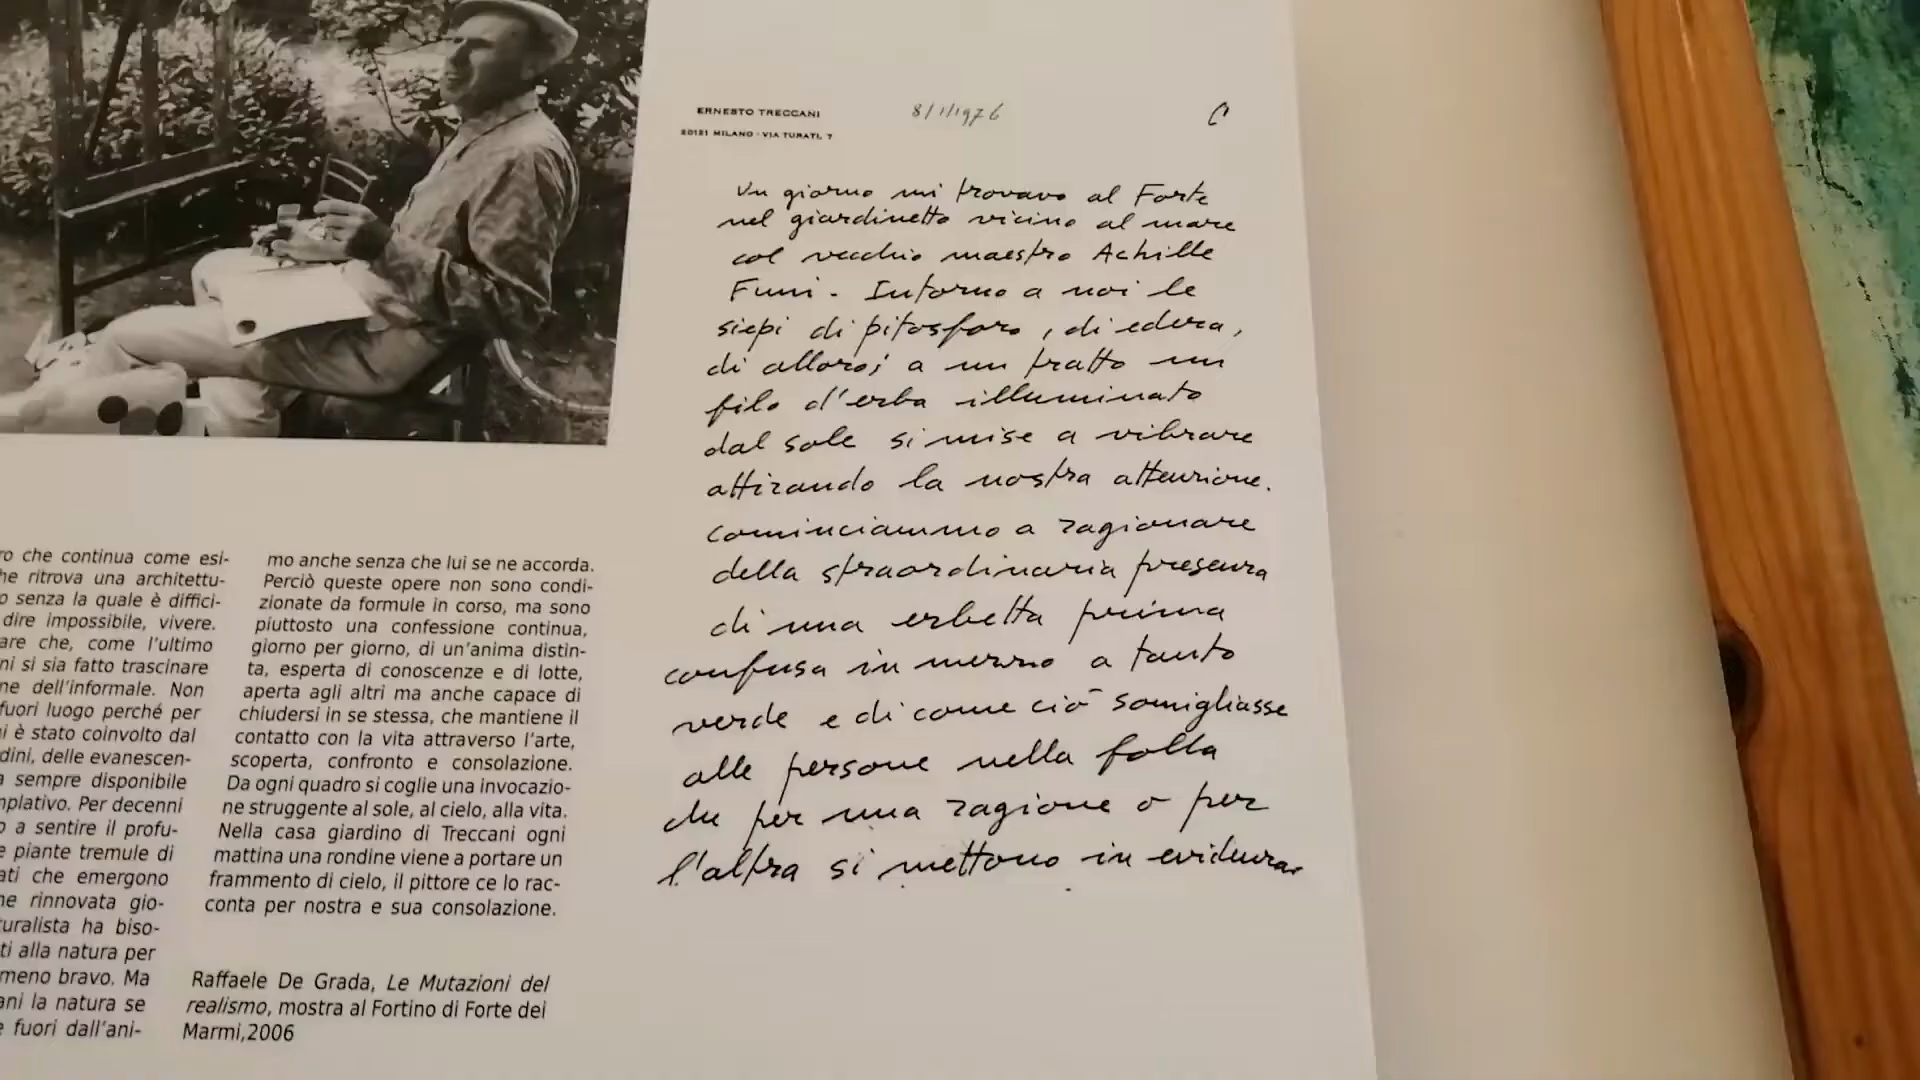 ro che continua come esi-
he ritrova una architettu-
o senza la quale è diffici-
dire impossibile, vivere.
are che, come l'ultimo
ni si sia fatto trascinare
ne dell'informale. Non
fuori luogo perché per
i è stato coinvolto dal
dini, delle evanescen-
a sempre disponibile
mplativo. Per decenni
o a sentire il profu-
e piante tremule di
ati che emergono
ne rinnovata gio-
turalista ha biso-
ti alla natura per
meno bravo. Ma
ani la natura se
e fuori dall'ani-
mo anche senza che lui se ne accorda.
Perciò queste opere non sono condi-
zionate da formule in corso, ma sono
piuttosto una confessione continua,
giorno per giorno, di un'anima distin-
ta, esperta di conoscenze e di lotte,
aperta agli altri ma anche capace di
chiudersi in se stessa, che mantiene il
contatto con la vita attraverso l'arte,
scoperta, confronto e consolazione.
Da ogni quadro si coglie una invocazio-
ne struggente al sole, al cielo, alla vita.
Nella casa giardino di Treccani ogni
mattina una rondine viene a portare un
frammento di cielo, il pittore ce lo rac-
conta per nostra e sua consolazione.
Raffaele De Grada, Le Mutazioni del
realismo, mostra al Fortino di Forte dei
Marmi,2006
ERNESTO TRECCANI
20121 MILANO · VIA TURATI, 7
8/1/1976
Un giorno mi trovavo al Forte
nel giardinetto vicino al mare
col vecchio maestro Achille
Funi. Intorno a noi le
siepi di pitosforo, di edera,
di alloro; a un tratto un
filo d'erba illuminato
dal sole si mise a vibrare
attirando la nostra attenzione.
Cominciammo a ragionare
della straordinaria presenza
di una erbetta prima
confusa in mezzo a tanto
verde e di come ciò somigliasse
alle persone nella folla
che per una ragione o per
l'altra si mettono in evidenza